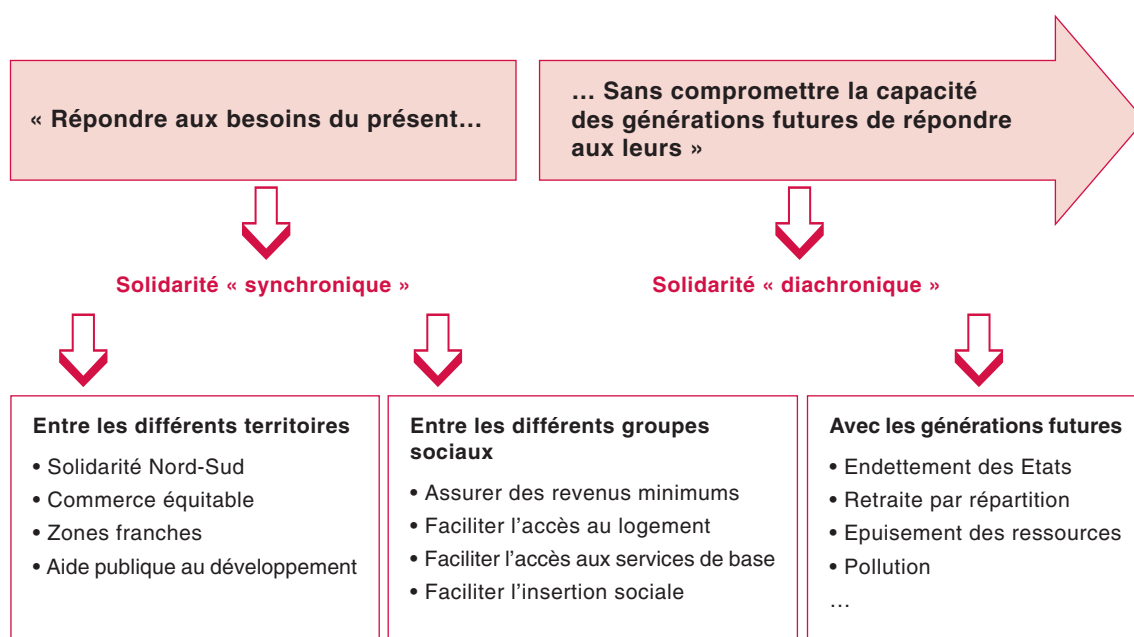 « Répondre aux besoins du présent…
… Sans compromettre la capacité
des générations futures de répondre
aux leurs »
Solidarité « synchronique »
Solidarité « diachronique »
Entre les différents territoires
• Solidarité Nord-Sud
• Commerce équitable
• Zones franches
• Aide publique au développement
Entre les différents groupes
sociaux
• Assurer des revenus minimums
• Faciliter l’accès au logement
• Faciliter l’accès aux services de base
• Faciliter l’insertion sociale
Avec les générations futures
• Endettement des Etats
• Retraite par répartition
• Epuisement des ressources
• Pollution
…